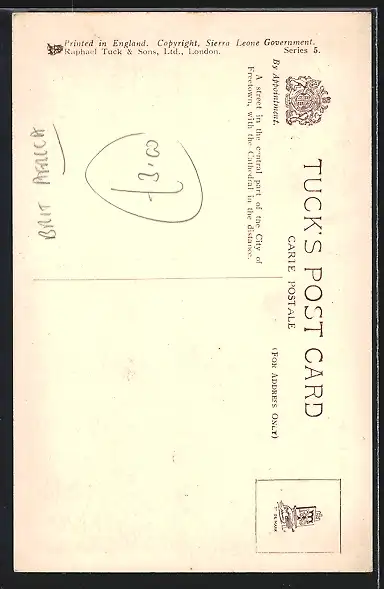 Printed in England. Copyright, Sierra Leone Government.
Raphael Tuck & Sons, Ltd., London. Series 5.
By Appointment.
A street in the central part of the City of
Freetown, with the Cathedral in the distance.
TUCK'S POST CARD
CARTE POSTALE
(FOR ADDRESS ONLY)
BRIT AFRICA
£3.00